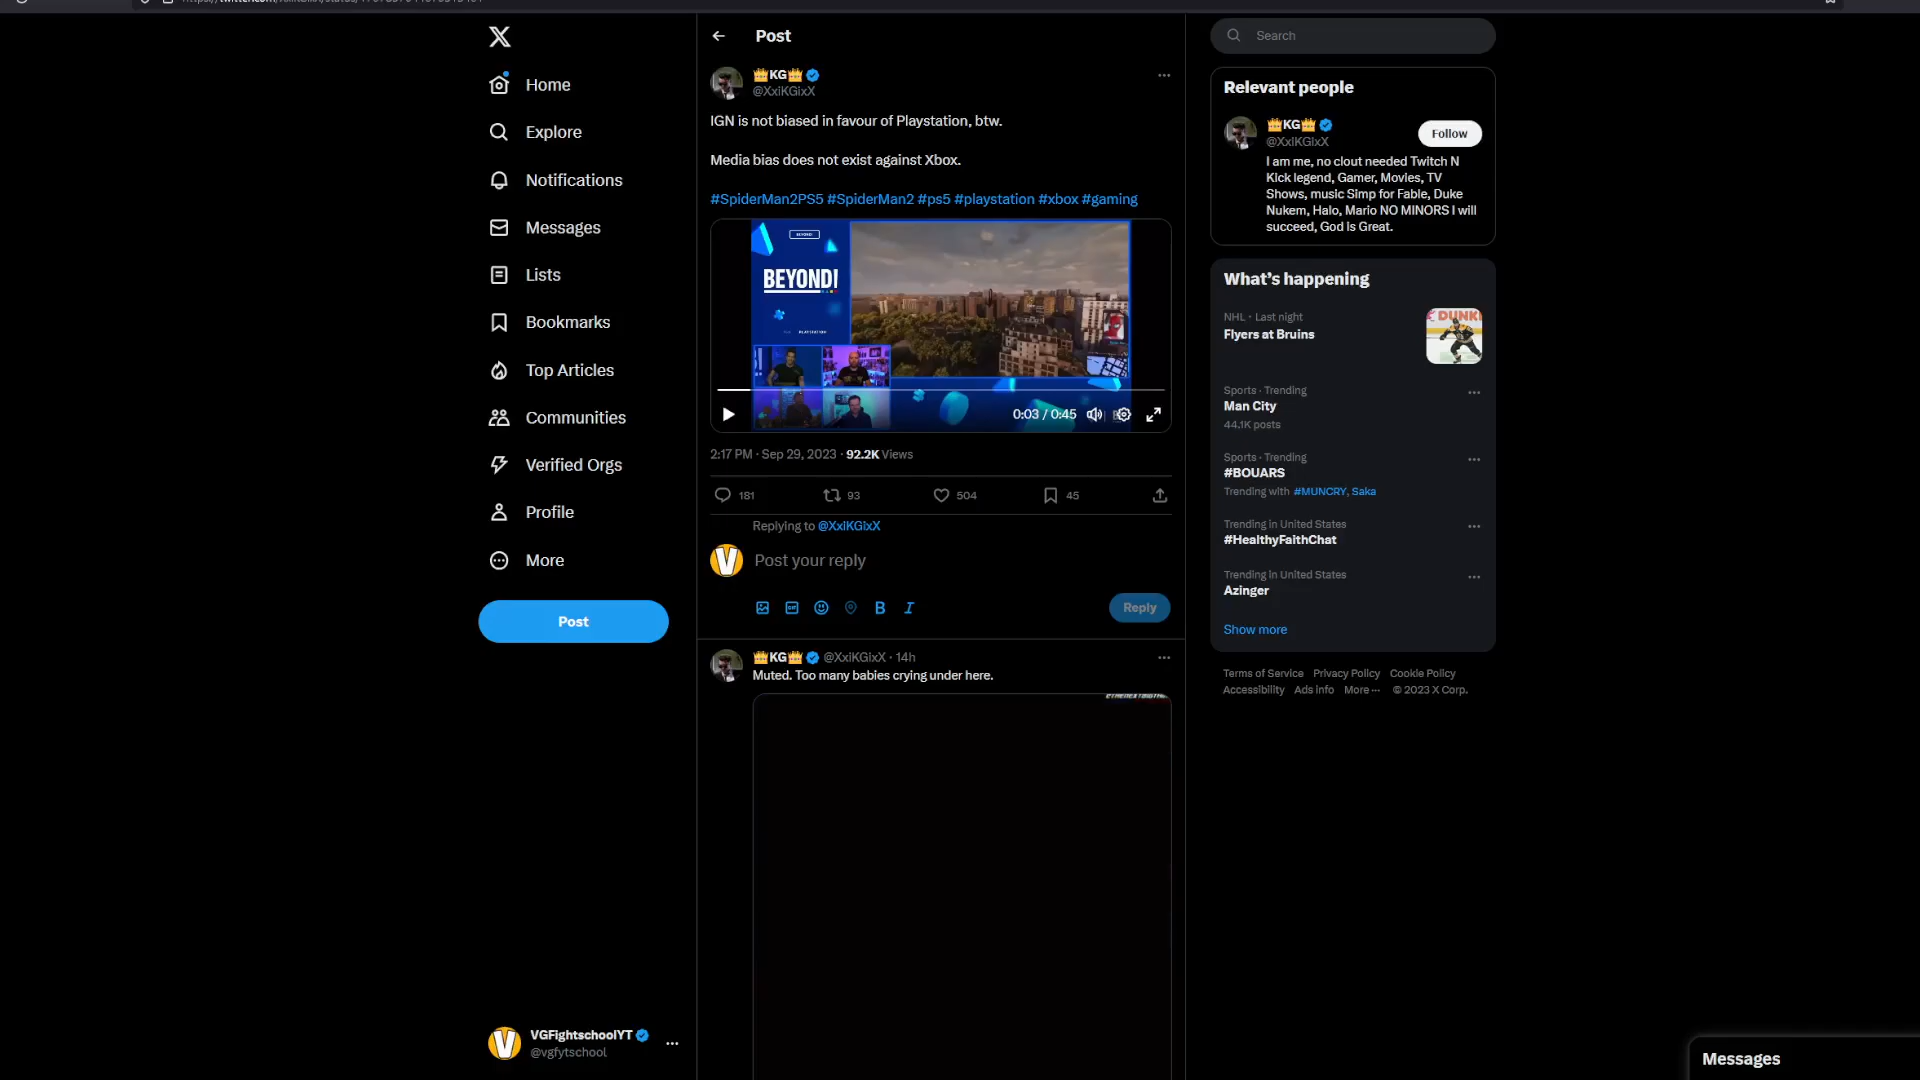 Home
Explore
Notifications
Messages
Lists
Bookmarks
Top Articles
Communities
Verified Orgs
Profile
More
Post
VGFightschoolYT
@vgfytschool
Post
👑KG👑
@XxiKGixX
IGN is not biased in favour of Playstation, btw.
Media bias does not exist against Xbox.
#SpiderMan2PS5 #SpiderMan2 #ps5 #playstation #xbox #gaming
BEYOND!
BEYOND!
PLAYSTATION
0:03 / 0:45
2:17 PM · Sep 29, 2023 · 92.2K Views
181 93 504 45
Replying to @XxiKGixX
Post your reply
GIF
B I
Reply
👑KG👑 @XxiKGixX · 14h
Muted. Too many babies crying under here.
Search
Relevant people
👑KG👑
@XxiKGixX
Follow
I am me, no clout needed Twitch N
Kick legend, Gamer, Movies, TV
Shows, music Simp for Fable, Duke
Nukem, Halo, Mario NO MINORS I will
succeed, God Is Great.
What's happening
NHL · Last night
Flyers at Bruins
DUNK
Sports · Trending
Man City
44.1K posts
Sports · Trending
#BOUARS
Trending with #MUNCRY, Saka
Trending in United States
#HealthyFaithChat
Trending in United States
Azinger
Show more
Terms of Service Privacy Policy Cookie Policy
Accessibility Ads info More ··· © 2023 X Corp.
Messages